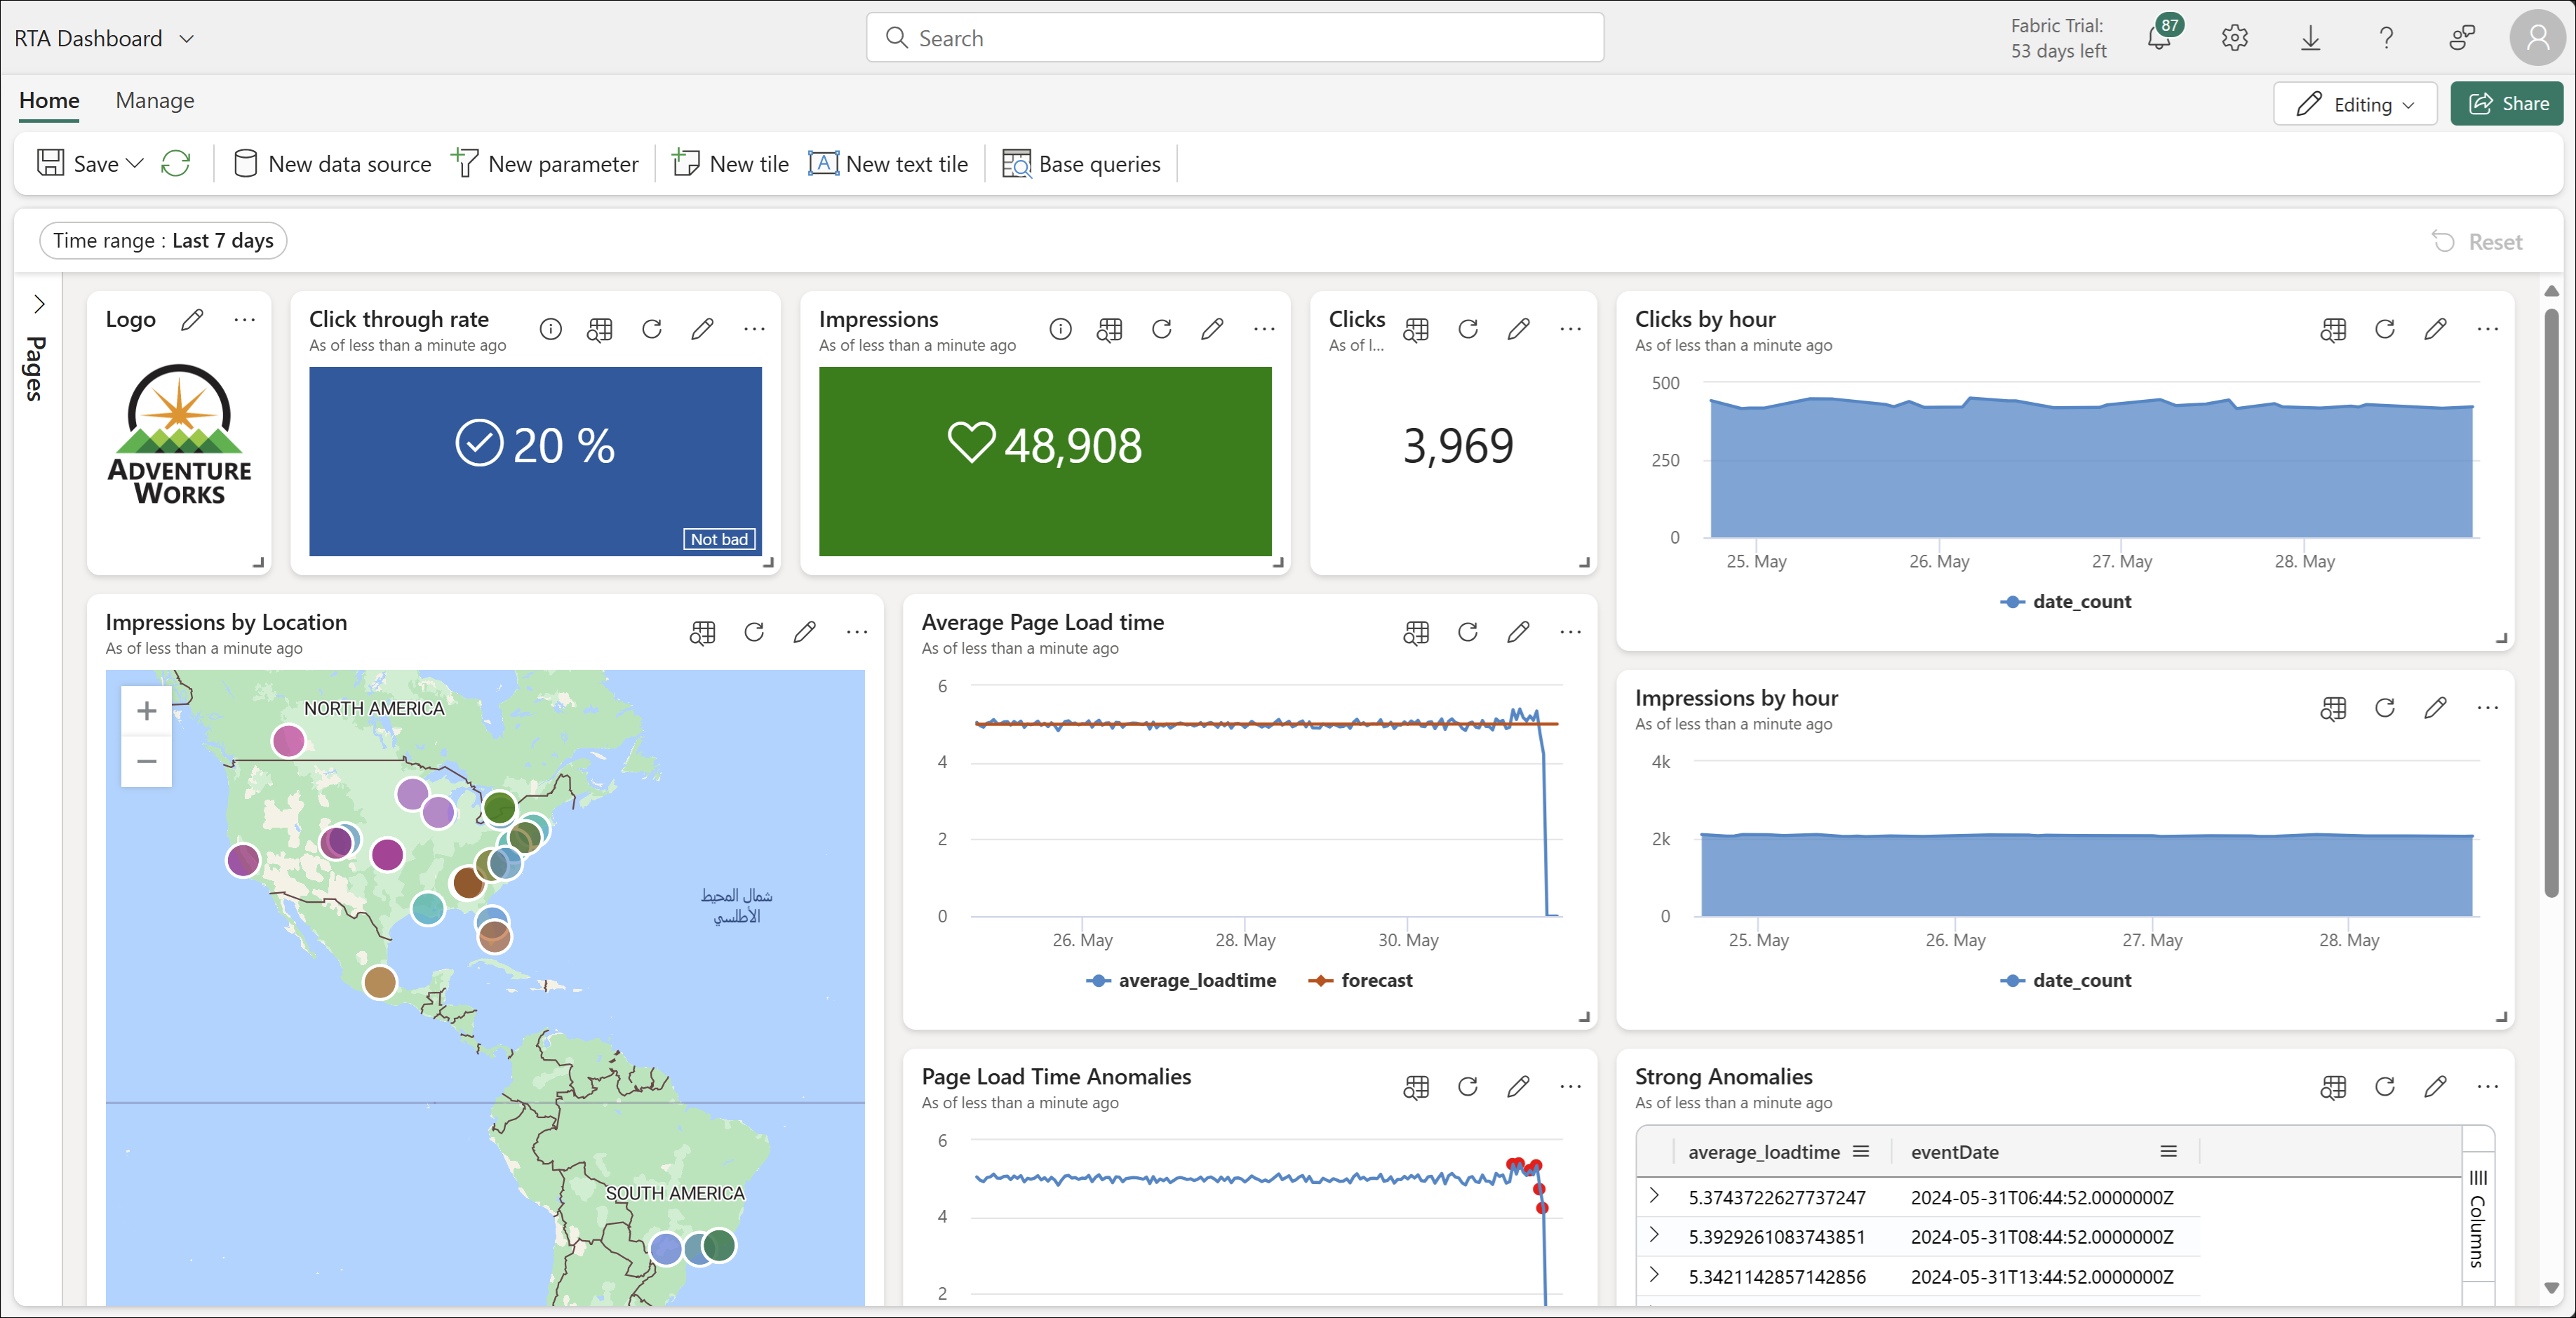 RTA Dashboard
Search
Fabric Trial:
53 days left
87
Home
Manage
Editing
Share
Save
New data source
New parameter
New tile
New text tile
Base queries
Time range : Last 7 days
Reset
Pages
Logo
ADVENTURE
WORKS
Click through rate
As of less than a minute ago
20 %
Not bad
Impressions
As of less than a minute ago
48,908
Clicks
As of l...
3,969
Clicks by hour
As of less than a minute ago
500
250
0
25. May
26. May
27. May
28. May
date_count
Impressions by Location
As of less than a minute ago
+
−
NORTH AMERICA
شمال المحيط
الأطلسي
SOUTH AMERICA
Average Page Load time
As of less than a minute ago
6
4
2
0
26. May
28. May
30. May
average_loadtime
forecast
Impressions by hour
As of less than a minute ago
4k
2k
0
25. May
26. May
27. May
28. May
date_count
Page Load Time Anomalies
As of less than a minute ago
6
4
2
Strong Anomalies
As of less than a minute ago
average_loadtime
eventDate
5.3743722627737247
2024-05-31T06:44:52.0000000Z
5.3929261083743851
2024-05-31T08:44:52.0000000Z
5.3421142857142856
2024-05-31T13:44:52.0000000Z
Columns